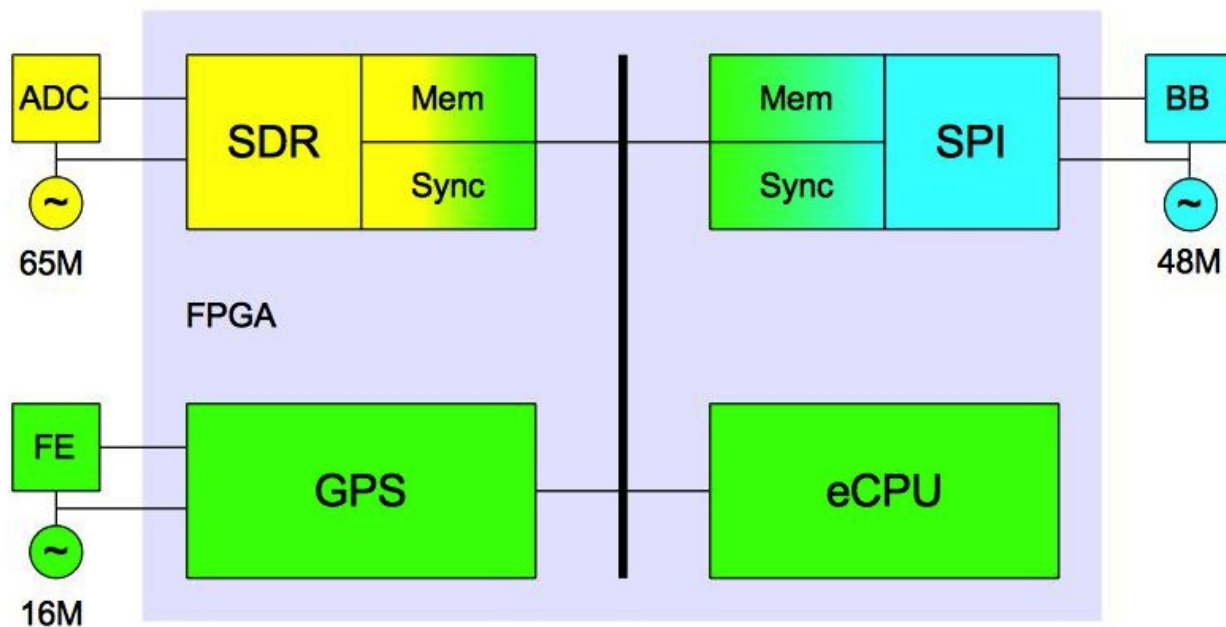 ADC
SDR
Mem
Sync
65M
Mem
Sync
SPI
BB
48M
FPGA
FE
GPS
16M
eCPU
~
~
~